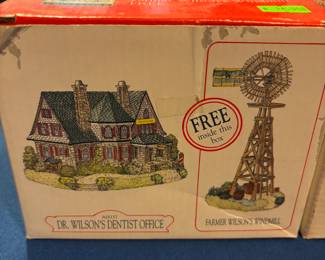 FREE
inside this
box
DR. WILSON'S DENTIST OFFICE
FARMER WILSON'S WINDMILL